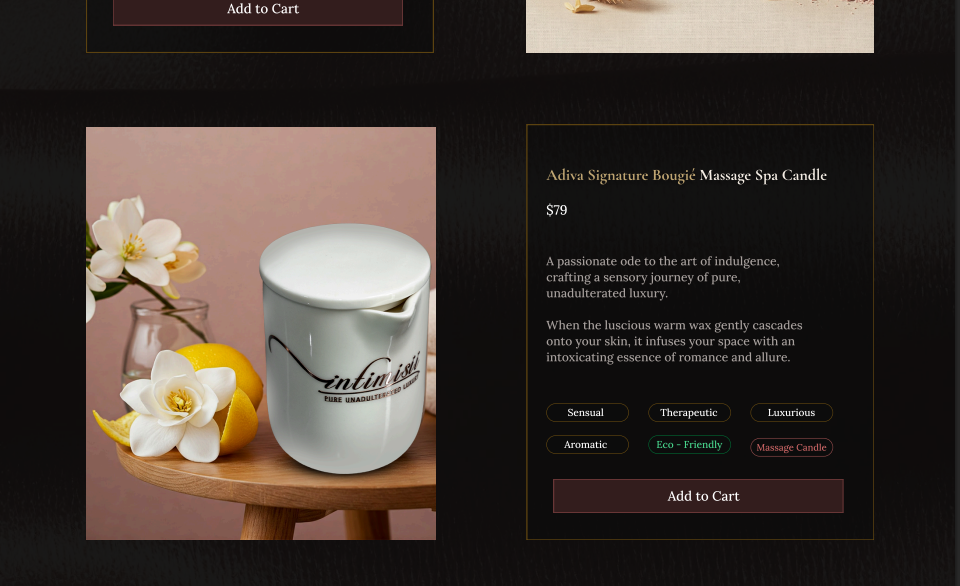 Add to Cart
intimisii
PURE UNADULTERATED LUXURY
Adiva Signature Bougié Massage Spa Candle
$79
A passionate ode to the art of indulgence,
crafting a sensory journey of pure,
unadulterated luxury.
When the luscious warm wax gently cascades
onto your skin, it infuses your space with an
intoxicating essence of romance and allure.
Sensual
Therapeutic
Luxurious
Aromatic
Eco - Friendly
Massage Candle
Add to Cart